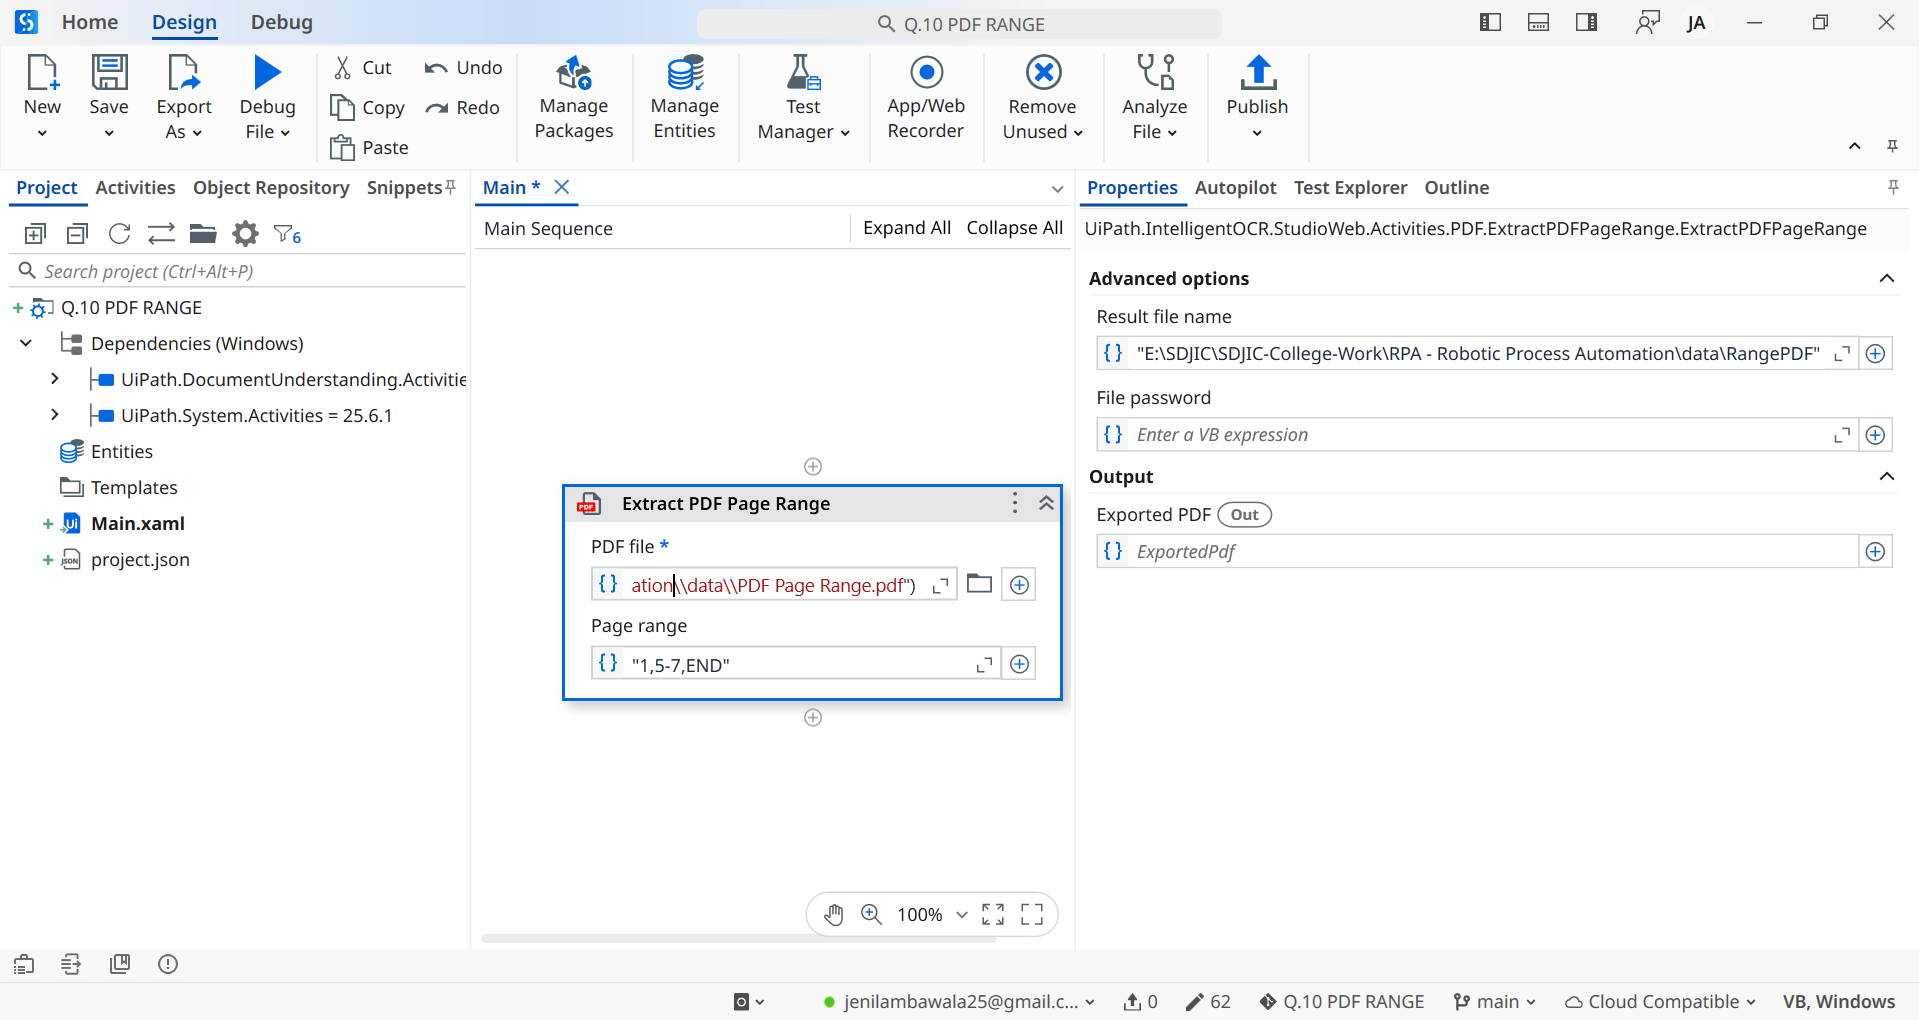 Home Design Debug Q.10 PDF RANGE JA
New Save Export As Debug File Cut Copy Paste Undo Redo Manage Packages Manage Entities Test Manager App/Web Recorder Remove Unused Analyze File Publish
Project Activities Object Repository Snippets
6
Search project (Ctrl+Alt+P)
Q.10 PDF RANGE
Dependencies (Windows)
UiPath.DocumentUnderstanding.Activitie
UiPath.System.Activities = 25.6.1
Entities
Templates
Main.xaml
project.json
Main *
Main Sequence Expand All Collapse All
Extract PDF Page Range
PDF file *
ation\\data\\PDF Page Range.pdf")
Page range
"1,5-7,END"
100%
Properties Autopilot Test Explorer Outline
UiPath.IntelligentOCR.StudioWeb.Activities.PDF.ExtractPDFPageRange.ExtractPDFPageRange
Advanced options
Result file name
"E:\SDJIC\SDJIC-College-Work\RPA - Robotic Process Automation\data\RangePDF"
File password
Enter a VB expression
Output
Exported PDF Out
ExportedPdf
jenilambawala25@gmail.c... 0 62 Q.10 PDF RANGE main Cloud Compatible VB, Windows